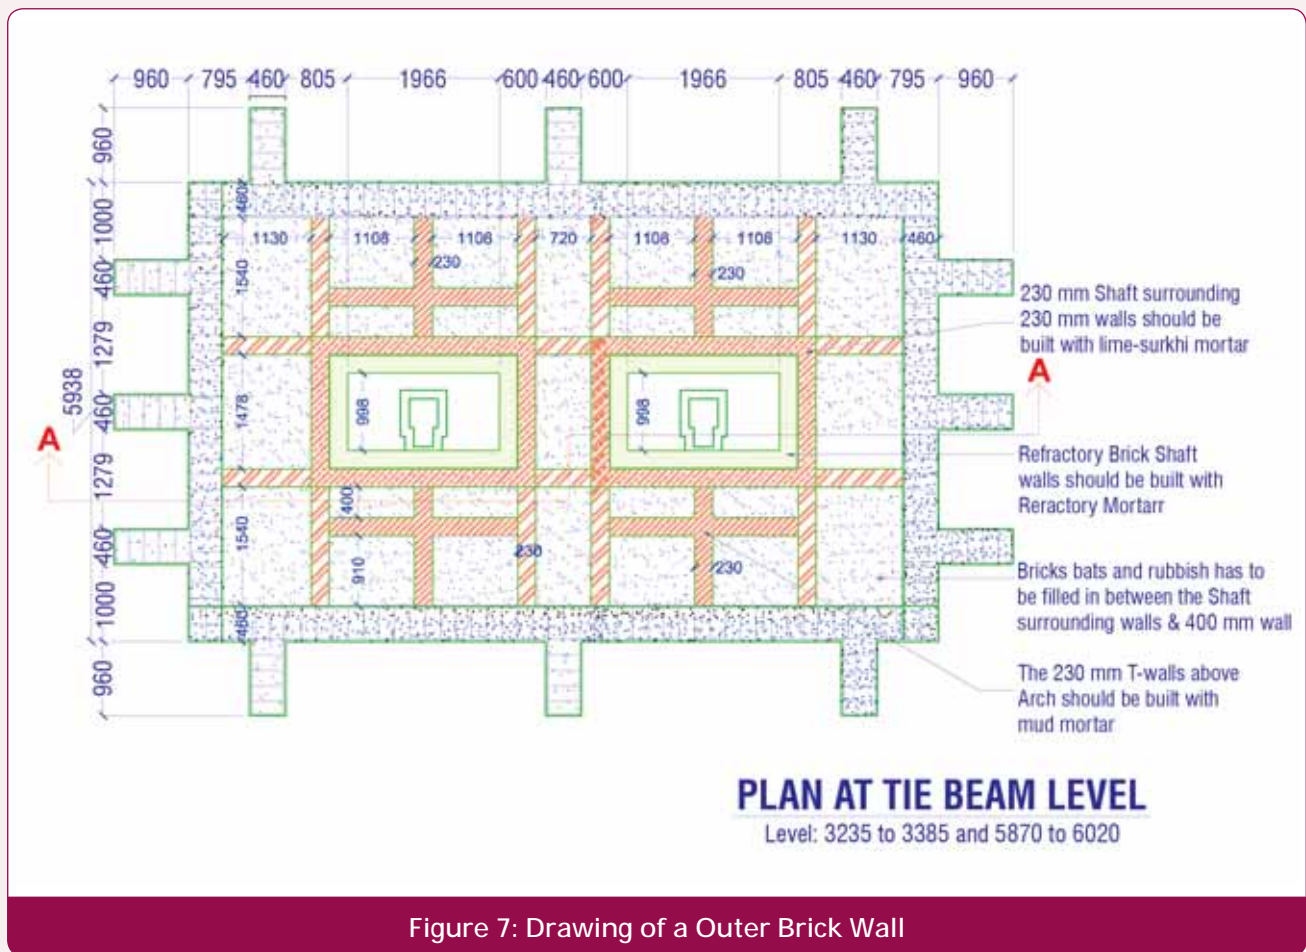 960 795 460 805 1966 600 460 600 1966 805 460 795 960
960
1000
460
1279
460
1279
460
1000
960
5938
460
1540
1478
1540
460
1130 1108 1108 720 1108 1108 1130 460
230 230
998 998
400
910
230 230
A
A
230 mm Shaft surrounding
230 mm walls should be
built with lime-surkhi mortar
Refractory Brick Shaft
walls should be built with
Reractory Mortarr
Bricks bats and rubbish has to
be filled in between the Shaft
surrounding walls & 400 mm wall
The 230 mm T-walls above
Arch should be built with
mud mortar
PLAN AT TIE BEAM LEVEL
Level: 3235 to 3385 and 5870 to 6020
Figure 7: Drawing of a Outer Brick Wall